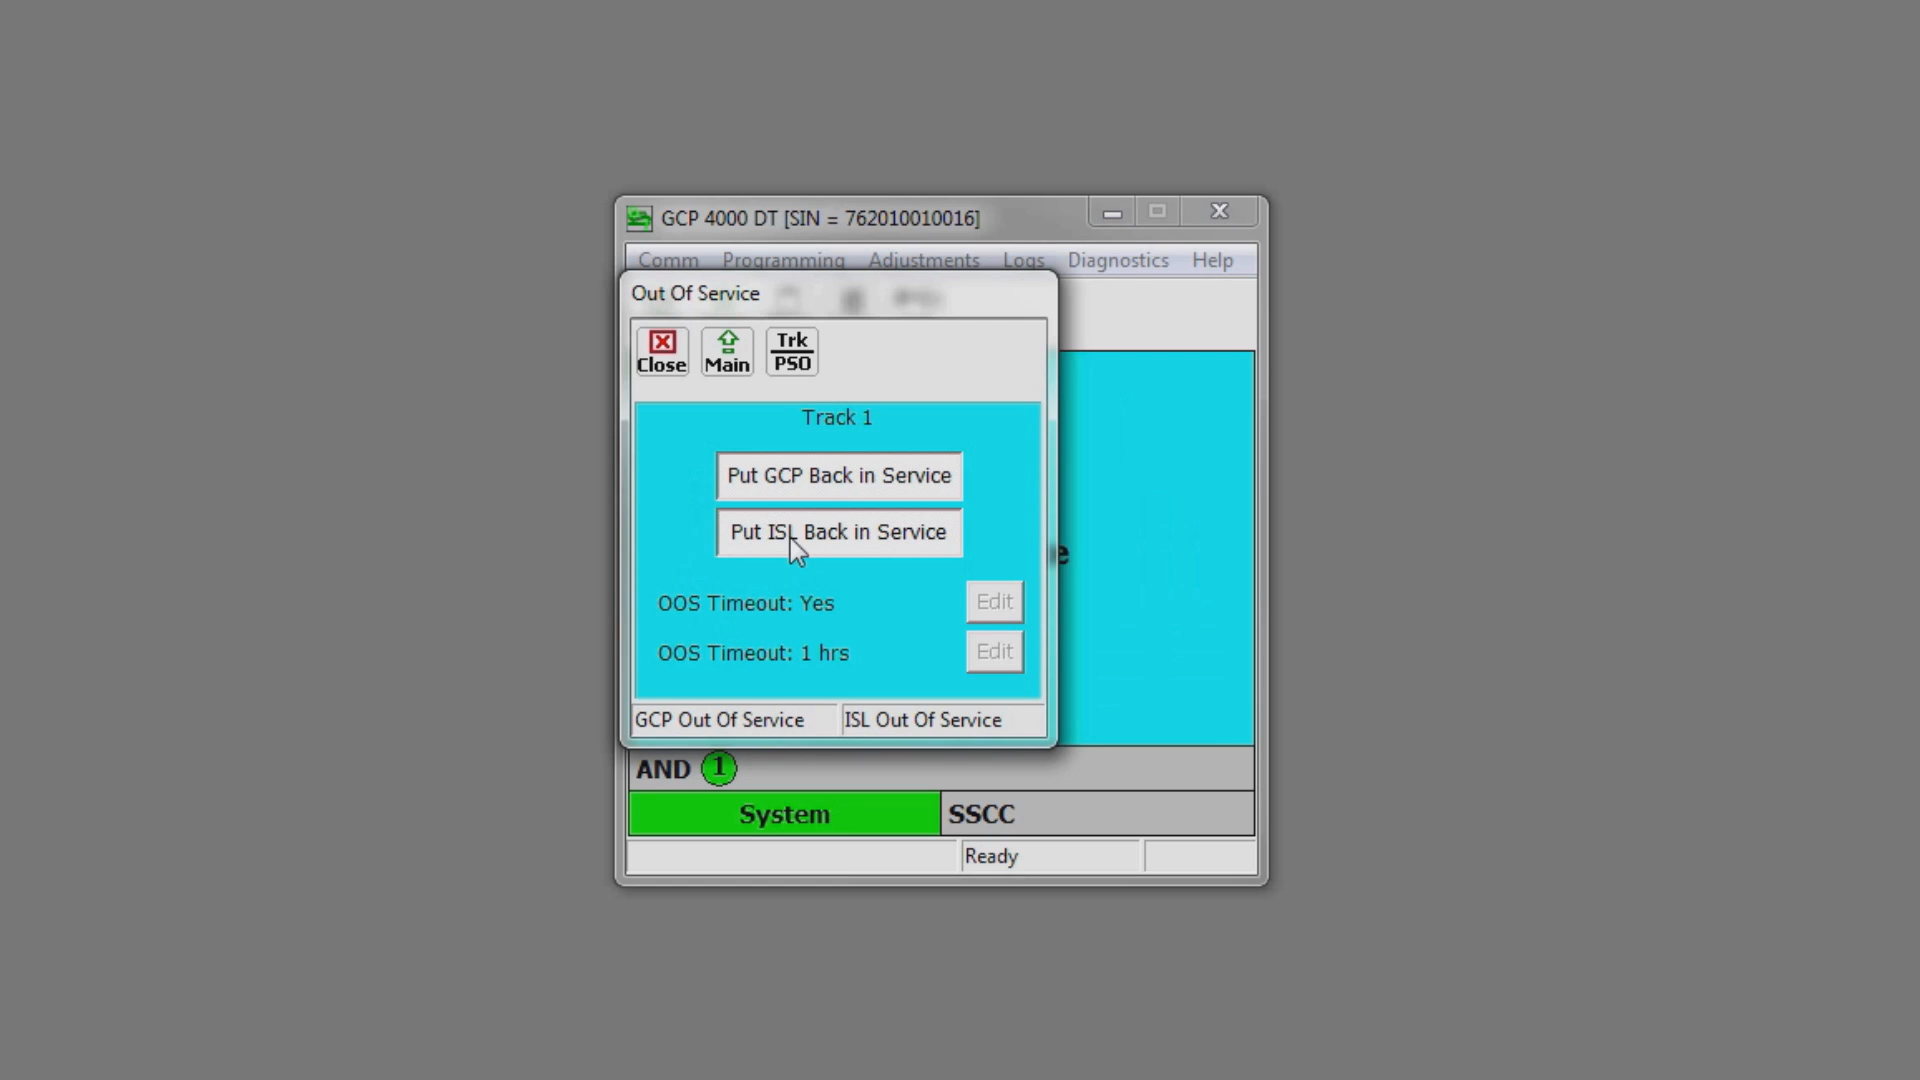 GCP 4000 DT [SIN = 762010010016]
Comm Programming Adjustments Logs Diagnostics Help
Out Of Service
Close Main Trk PSO
Track 1
Put GCP Back in Service
Put ISL Back in Service
e
OOS Timeout: Yes Edit
OOS Timeout: 1 hrs Edit
GCP Out Of Service ISL Out Of Service
AND 1
System SSCC
Ready